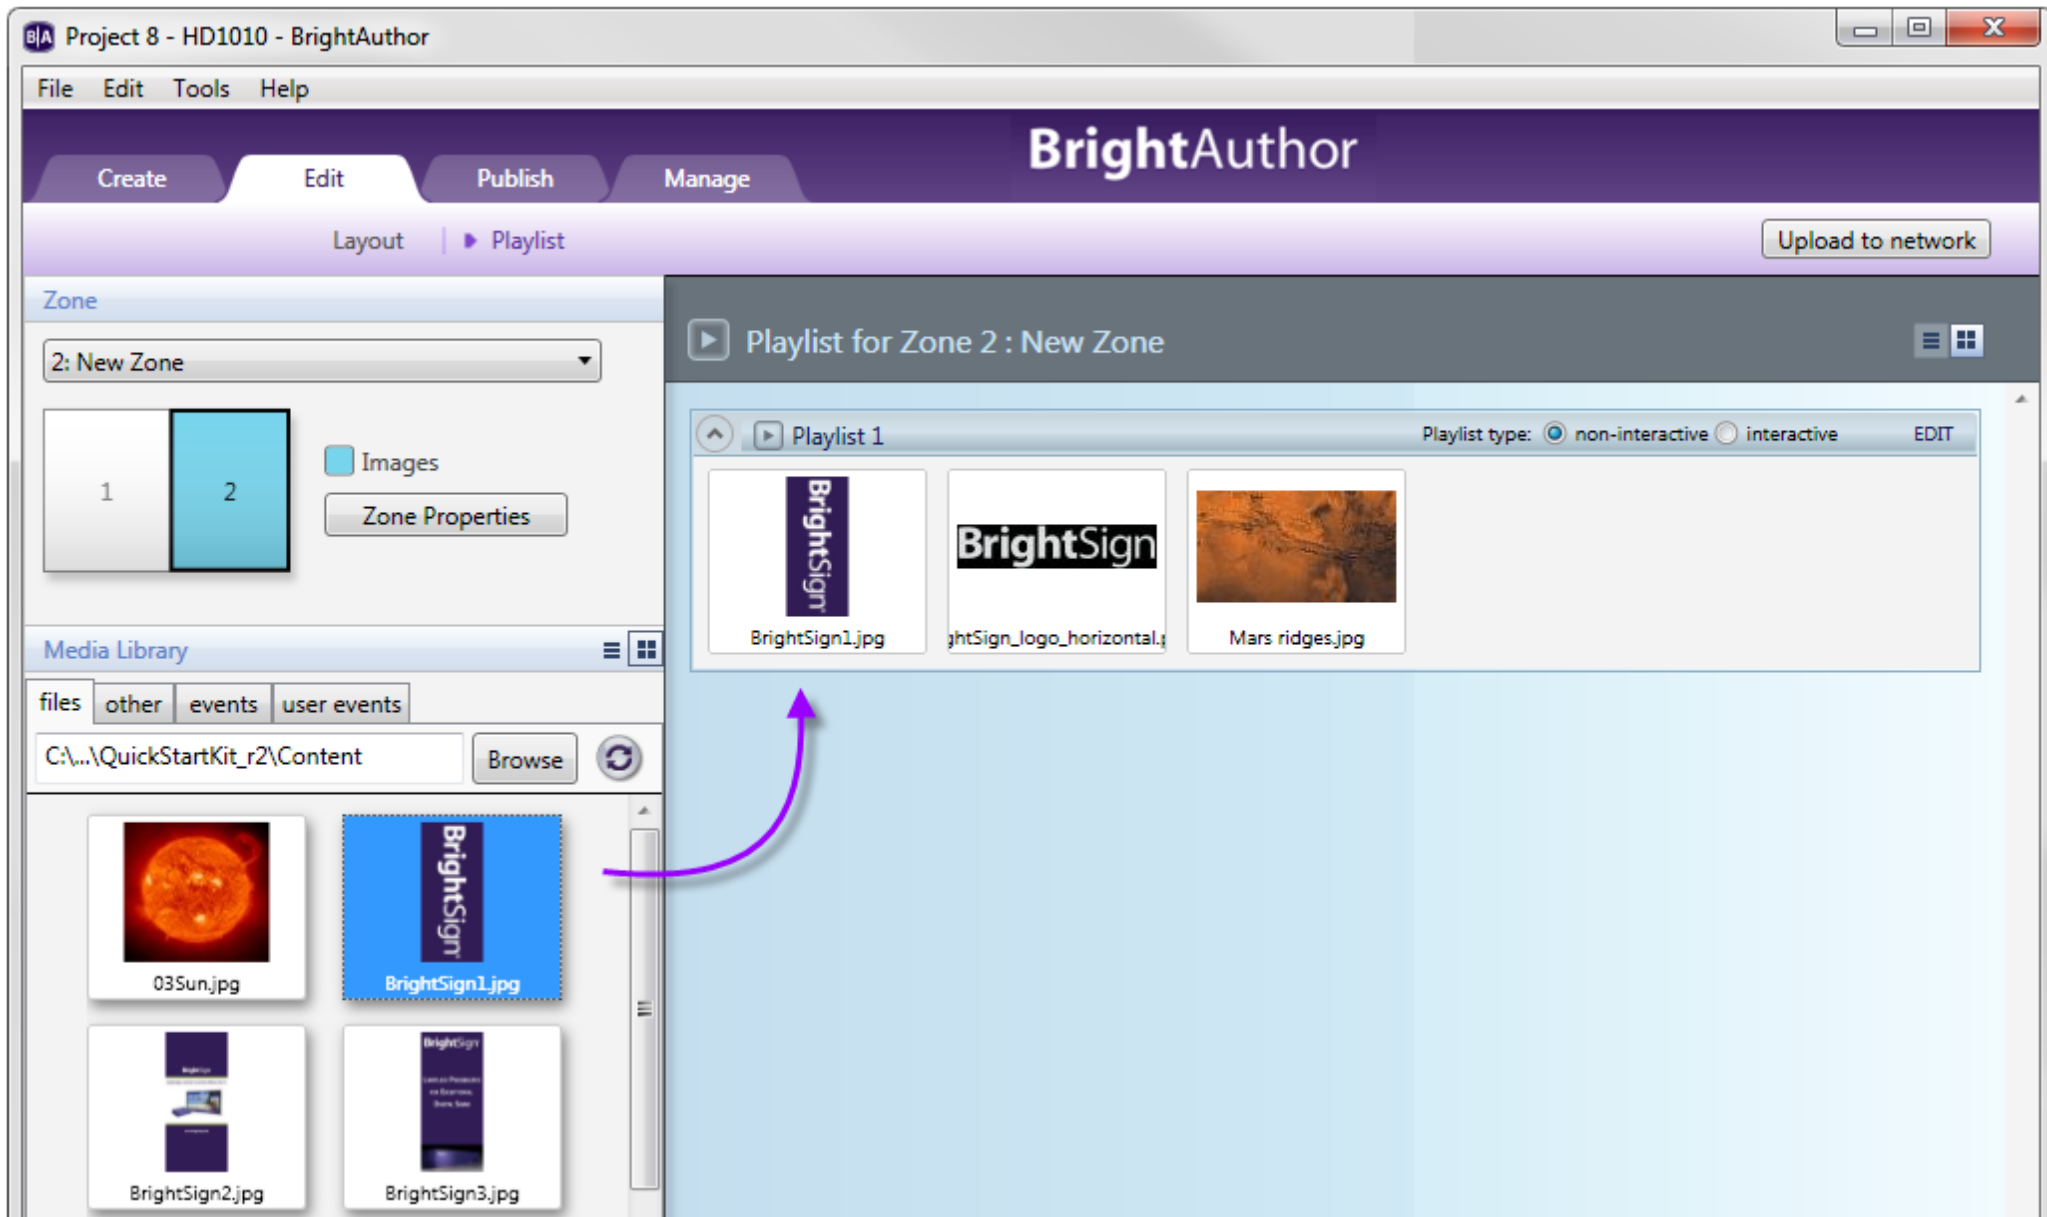 B|A Project 8 - HD1010 - BrightAuthor
File Edit Tools Help
BrightAuthor
Create Edit Publish Manage
Layout Playlist
Upload to network
Zone
2: New Zone
1 2
Images
Zone Properties
Playlist for Zone 2 : New Zone
Playlist 1 Playlist type: non-interactive interactive EDIT
BrightSign
BrightSign
BrightSign1.jpg
ghtSign_logo_horizontal.p
Mars ridges.jpg
Media Library
files other events user events
C:\...\QuickStartKit_r2\Content Browse
BrightSign
03Sun.jpg
BrightSign1.jpg
BrightSign
BrightSign
BrightSign2.jpg
BrightSign3.jpg